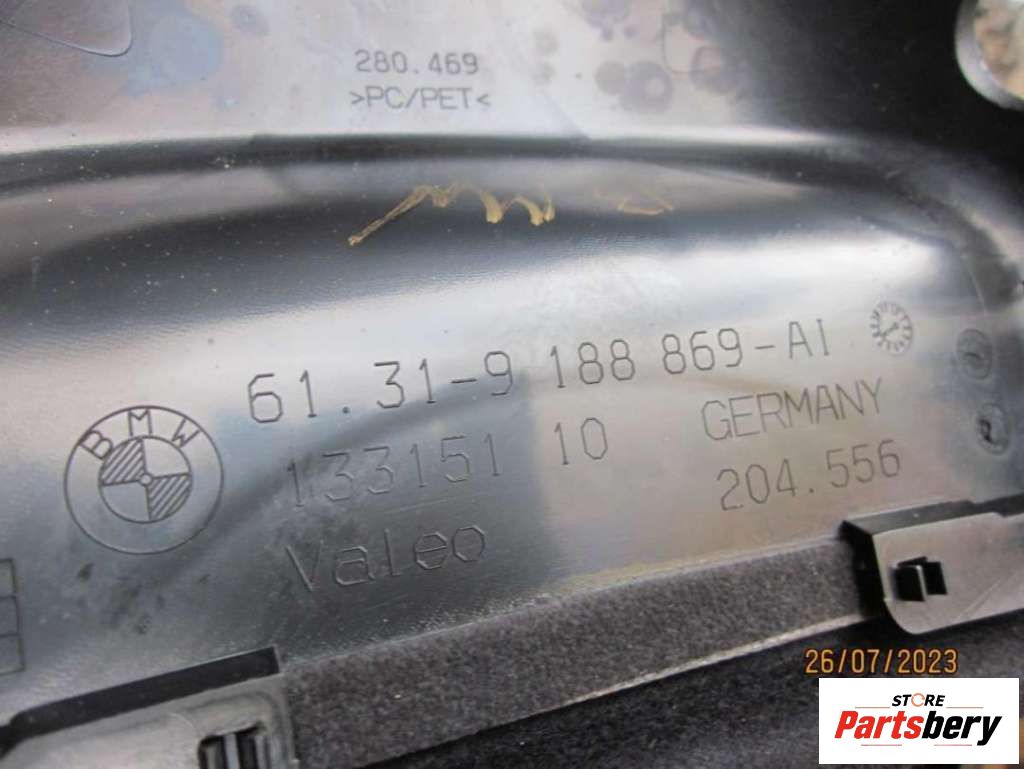 280.469
>PC/PET<
61.31-9 188 869-AI
BMW
133151 10
GERMANY
204.556
Valeo
26/07/2023
STORE
Partsbery